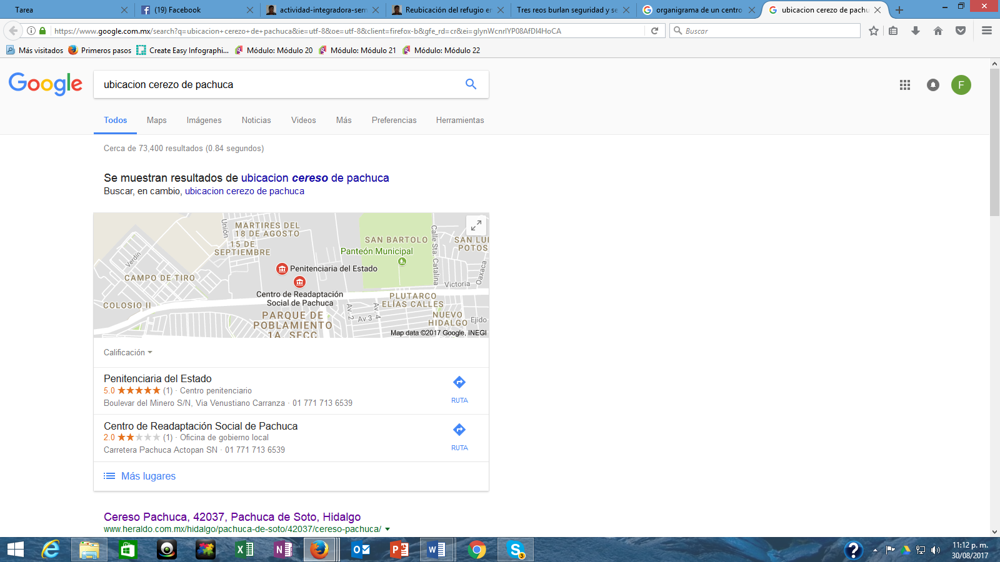 Tarea
(19) Facebook
actividad-integradora-sem
Reubicación del refugio en
Tres reos burlan seguridad y se
organigrama de un centro
ubicacion cerezo de pachu
https://www.google.com.mx/search?q=ubicacion+cerezo+de+pachuca&ie=utf-8&oe=utf-8&client=firefox-b&gfe_rd=cr&ei=
Buscar
Más visitados
Primeros pasos
Create Easy Infographi...
Módulo: Módulo 20
Módulo: Módulo 21
Módulo: Módulo 22
Google
ubicacion cerezo de pachuca
F
Todos
Maps
Imágenes
Noticias
Videos
Más
Preferencias
Herramientas
Cerca de 73,400 resultados (0.84 segundos)
Se muestran resultados de ubicacion cereso de pachuca
Buscar, en cambio, ubicacion cerezo de pachuca
Unión
MARTIRES DEL
18 DE AGOSTO
15 DE
SEPTIEMBRE
Verdín
CAMPO DE TIRO
COLOSIO II
Penitenciaria del Estado
Centro de Readaptación
Social de Pachuca
PARQUE DE
POBLAMIENTO
1A. SECC
SAN BARTOLO
Panteón Municipal
Calle Sta. Catalina
SAN LUI
POTOS
Oaxaca
Victoria
PLUTARCO
ELÍAS CALLES
Av. 2
Av 3
Av. 4
NUEVO
HIDALGO
Ejido
Map data ©2017 Google, INEGI
Calificación
Penitenciaria del Estado
5.0 ★★★★★ (1) · Centro penitenciario
Boulevar del Minero S/N, Via Venustiano Carranza · 01 771 713 6539
RUTA
Centro de Readaptación Social de Pachuca
2.0 ★★★★★ (1) · Oficina de gobierno local
Carretera Pachuca Actopan SN · 01 771 713 6539
RUTA
Más lugares
Cereso Pachuca, 42037, Pachuca de Soto, Hidalgo
www.heraldo.com.mx/hidalgo/pachuca-de-soto/42037/cereso-pachuca/
3
11:12 p. m.
30/08/2017